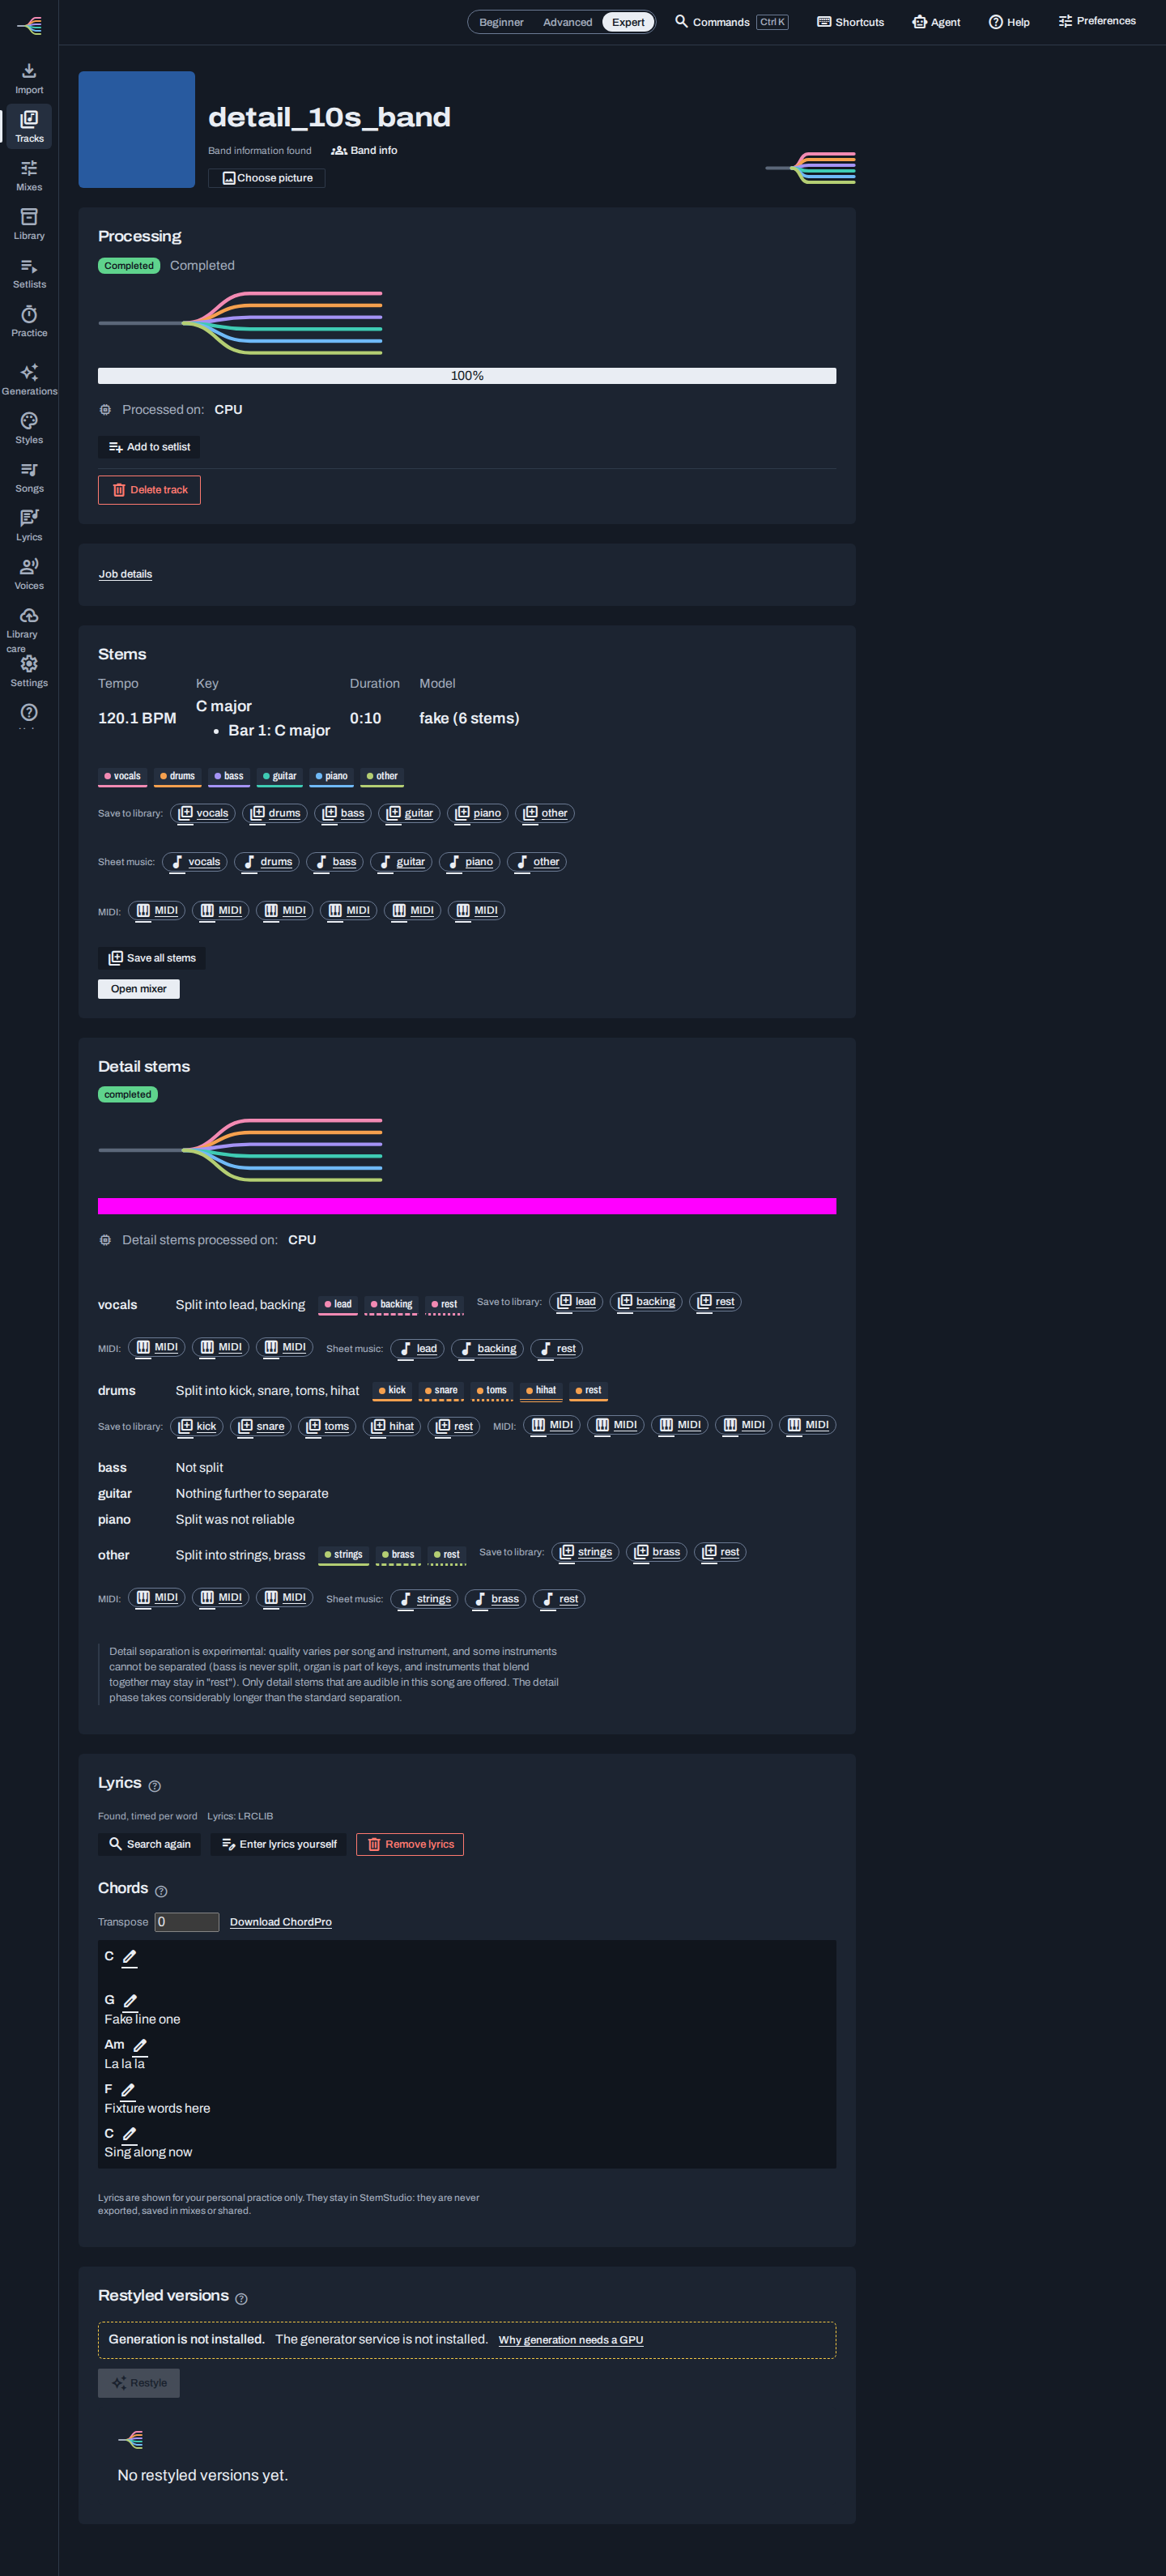 Beginner Advanced Expert Commands Ctrl K Shortcuts Agent Help Preferences
Import
Tracks
Mixes
Library
Setlists
Practice
Generations
Styles
Songs
Lyrics
Voices
Library
care
Settings
detail_10s_band
Band information found Band info
Choose picture
Processing
Completed Completed
100%
Processed on: CPU
Add to setlist
Delete track
Job details
Stems
Tempo Key Duration Model
120.1 BPM C major 0:10 fake (6 stems)
• Bar 1: C major
vocals drums bass guitar piano other
Save to library: vocals drums bass guitar piano other
Sheet music: vocals drums bass guitar piano other
MIDI: MIDI MIDI MIDI MIDI MIDI MIDI
Save all stems
Open mixer
Detail stems
completed
Detail stems processed on: CPU
vocals Split into lead, backing lead backing rest Save to library: lead backing rest
MIDI: MIDI MIDI MIDI Sheet music: lead backing rest
drums Split into kick, snare, toms, hihat kick snare toms hihat rest
Save to library: kick snare toms hihat rest MIDI: MIDI MIDI MIDI MIDI MIDI
bass Not split
guitar Nothing further to separate
piano Split was not reliable
other Split into strings, brass strings brass rest Save to library: strings brass rest
MIDI: MIDI MIDI MIDI Sheet music: strings brass rest
Detail separation is experimental: quality varies per song and instrument, and some instruments
cannot be separated (bass is never split, organ is part of keys, and instruments that blend
together may stay in "rest"). Only detail stems that are audible in this song are offered. The detail
phase takes considerably longer than the standard separation.
Lyrics
Found, timed per word Lyrics: LRCLIB
Search again Enter lyrics yourself Remove lyrics
Chords
Transpose 0 Download ChordPro
C
G
Fake line one
Am
La la la
F
Fixture words here
C
Sing along now
Lyrics are shown for your personal practice only. They stay in StemStudio: they are never
exported, saved in mixes or shared.
Restyled versions
Generation is not installed. The generator service is not installed. Why generation needs a GPU
Restyle
No restyled versions yet.